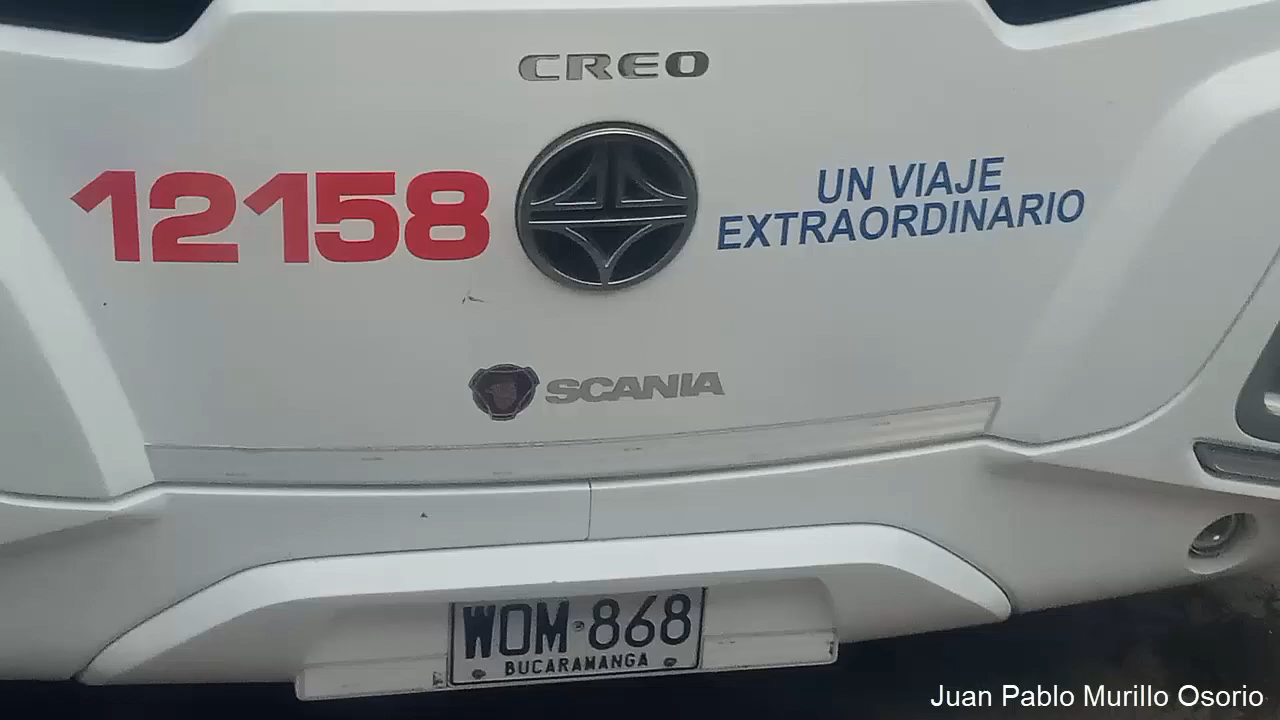 CREO
12158
UN VIAJE
EXTRAORDINARIO
SCANIA
WOM 868
BUCARAMANGA
Juan Pablo Murillo Osorio